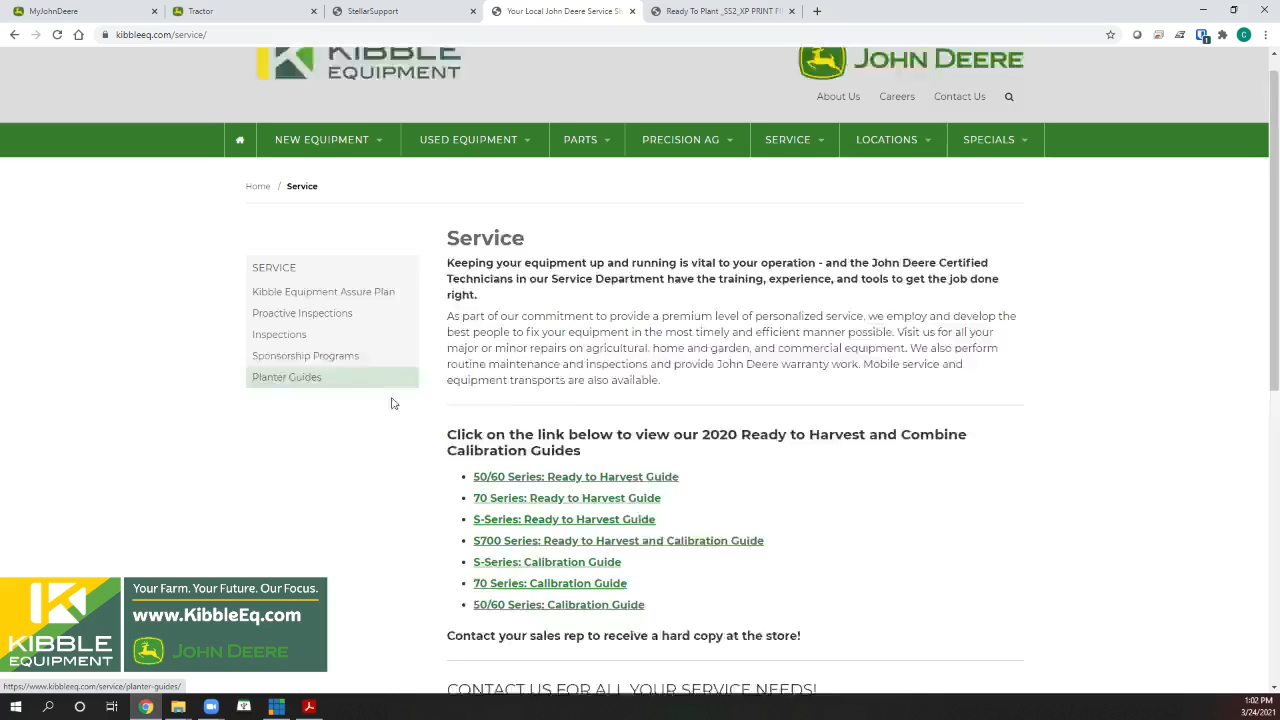 MyJohnDeere
Tractor
StellarSupport
Your Local John Deere Service Sh
Ready To Plant _SS2_XP PRINT FI
kibbleeq.com/service/
KIBBLE
EQUIPMENT
JOHN DEERE
About Us
Careers
Contact Us
NEW EQUIPMENT
USED EQUIPMENT
PARTS
PRECISION AG
SERVICE
LOCATIONS
SPECIALS
Home / Service
SERVICE
Kibble Equipment Assure Plan
Proactive Inspections
Inspections
Sponsorship Programs
Planter Guides
Service
Keeping your equipment up and running is vital to your operation - and the John Deere Certified
Technicians in our Service Department have the training, experience, and tools to get the job done
right.
As part of our commitment to provide a premium level of personalized service, we employ and develop the
best people to fix your equipment in the most timely and efficient manner possible. Visit us for all your
major or minor repairs on agricultural, home and garden, and commercial equipment. We also perform
routine maintenance and inspections and provide John Deere warranty work. Mobile service and
equipment transports are also available.
Click on the link below to view our 2020 Ready to Harvest and Combine
Calibration Guides
• 50/60 Series: Ready to Harvest Guide
• 70 Series: Ready to Harvest Guide
• S-Series: Ready to Harvest Guide
• S700 Series: Ready to Harvest and Calibration Guide
• S-Series: Calibration Guide
• 70 Series: Calibration Guide
• 50/60 Series: Calibration Guide
Contact your sales rep to receive a hard copy at the store!
CONTACT US FOR ALL YOUR SERVICE NEEDS!
KIBBLE
EQUIPMENT
Your Farm. Your Future. Our Focus.
www.KibbleEq.com
JOHN DEERE
https://www.kibbleeq.com/service/planter-guides/
1:02 PM
3/24/2021